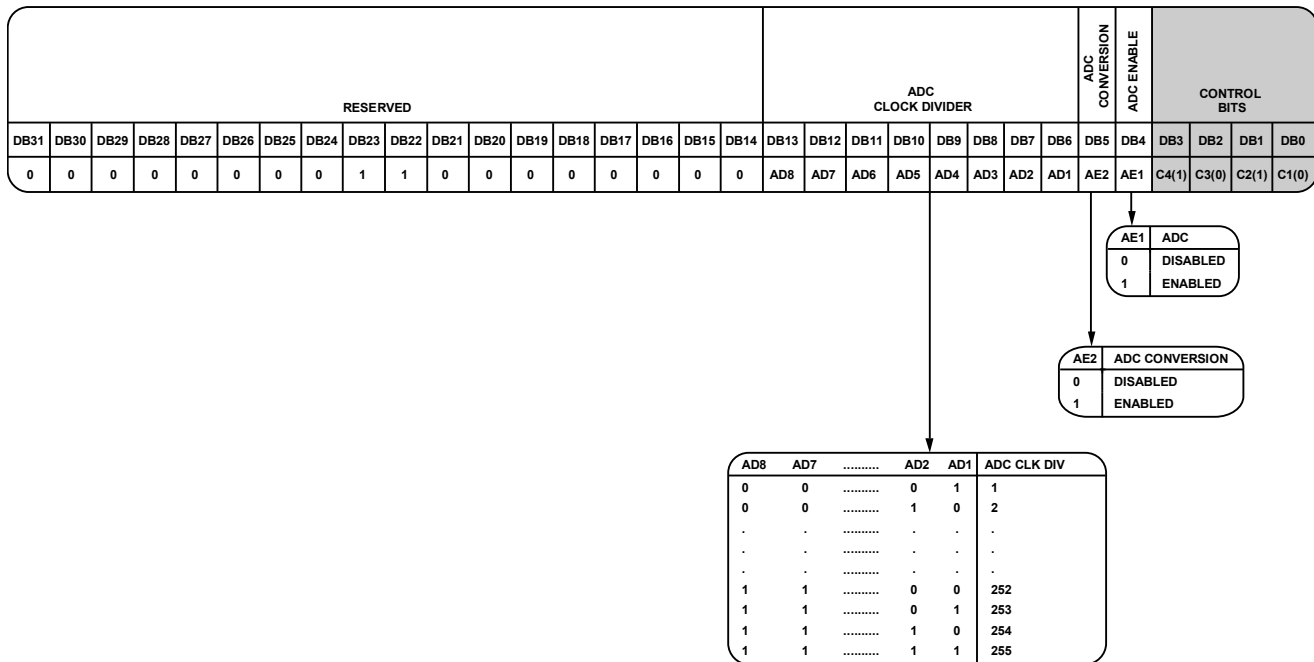 RESERVED
ADC
CLOCK DIVIDER
ADC
CONVERSION
ADC ENABLE
CONTROL
BITS
DB31 DB30 DB29 DB28 DB27 DB26 DB25 DB24 DB23 DB22 DB21 DB20 DB19 DB18 DB17 DB16 DB15 DB14 DB13 DB12 DB11 DB10 DB9 DB8 DB7 DB6 DB5 DB4 DB3 DB2 DB1 DB0
0 0 0 0 0 0 0 0 1 1 0 0 0 0 0 0 0 0 AD8 AD7 AD6 AD5 AD4 AD3 AD2 AD1 AE2 AE1 C4(1) C3(0) C2(1) C1(0)
AE1 ADC
0 DISABLED
1 ENABLED
AE2 ADC CONVERSION
0 DISABLED
1 ENABLED
AD8 AD7 .......... AD2 AD1 ADC CLK DIV
0 0 .......... 0 1 1
0 0 .......... 1 0 2
. . .......... . . .
. . .......... . . .
. . .......... . . .
1 1 .......... 0 0 252
1 1 .......... 0 1 253
1 1 .......... 1 0 254
1 1 .......... 1 1 255